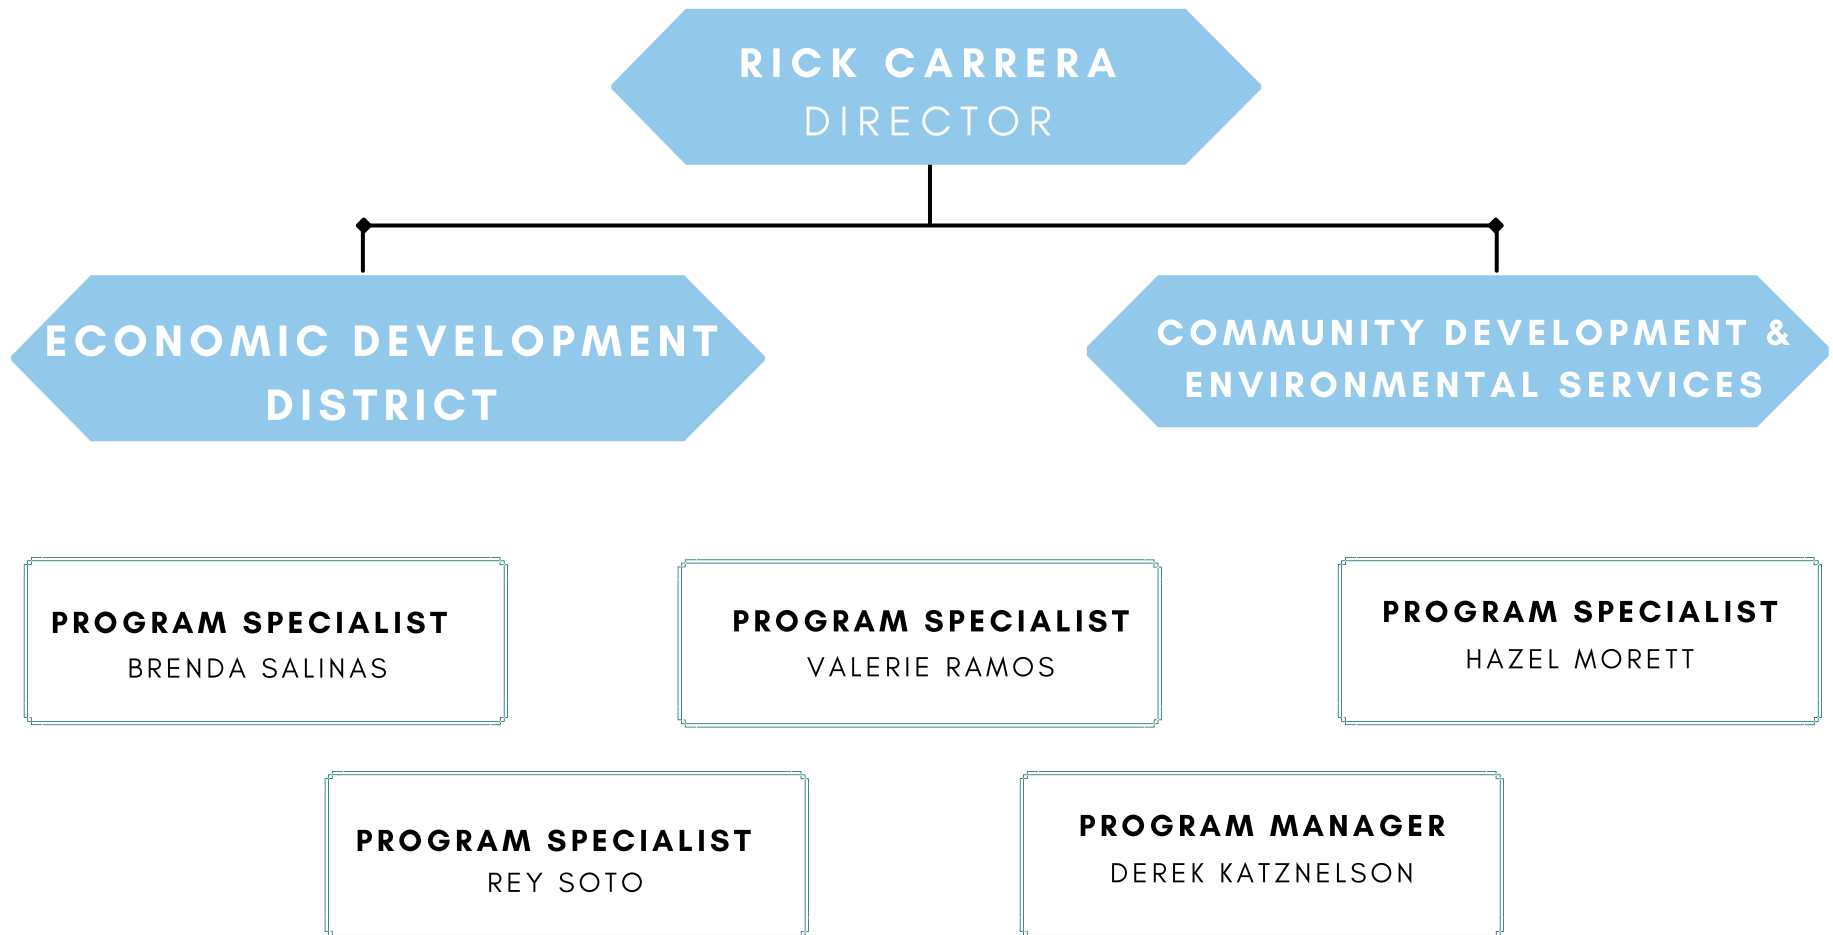 RICK CARRERA
DIRECTOR
ECONOMIC DEVELOPMENT
DISTRICT
COMMUNITY DEVELOPMENT &
ENVIRONMENTAL SERVICES
PROGRAM SPECIALIST
BRENDA SALINAS
PROGRAM SPECIALIST
VALERIE RAMOS
PROGRAM SPECIALIST
HAZEL MORETT
PROGRAM SPECIALIST
REY SOTO
PROGRAM MANAGER
DEREK KATZNELSON